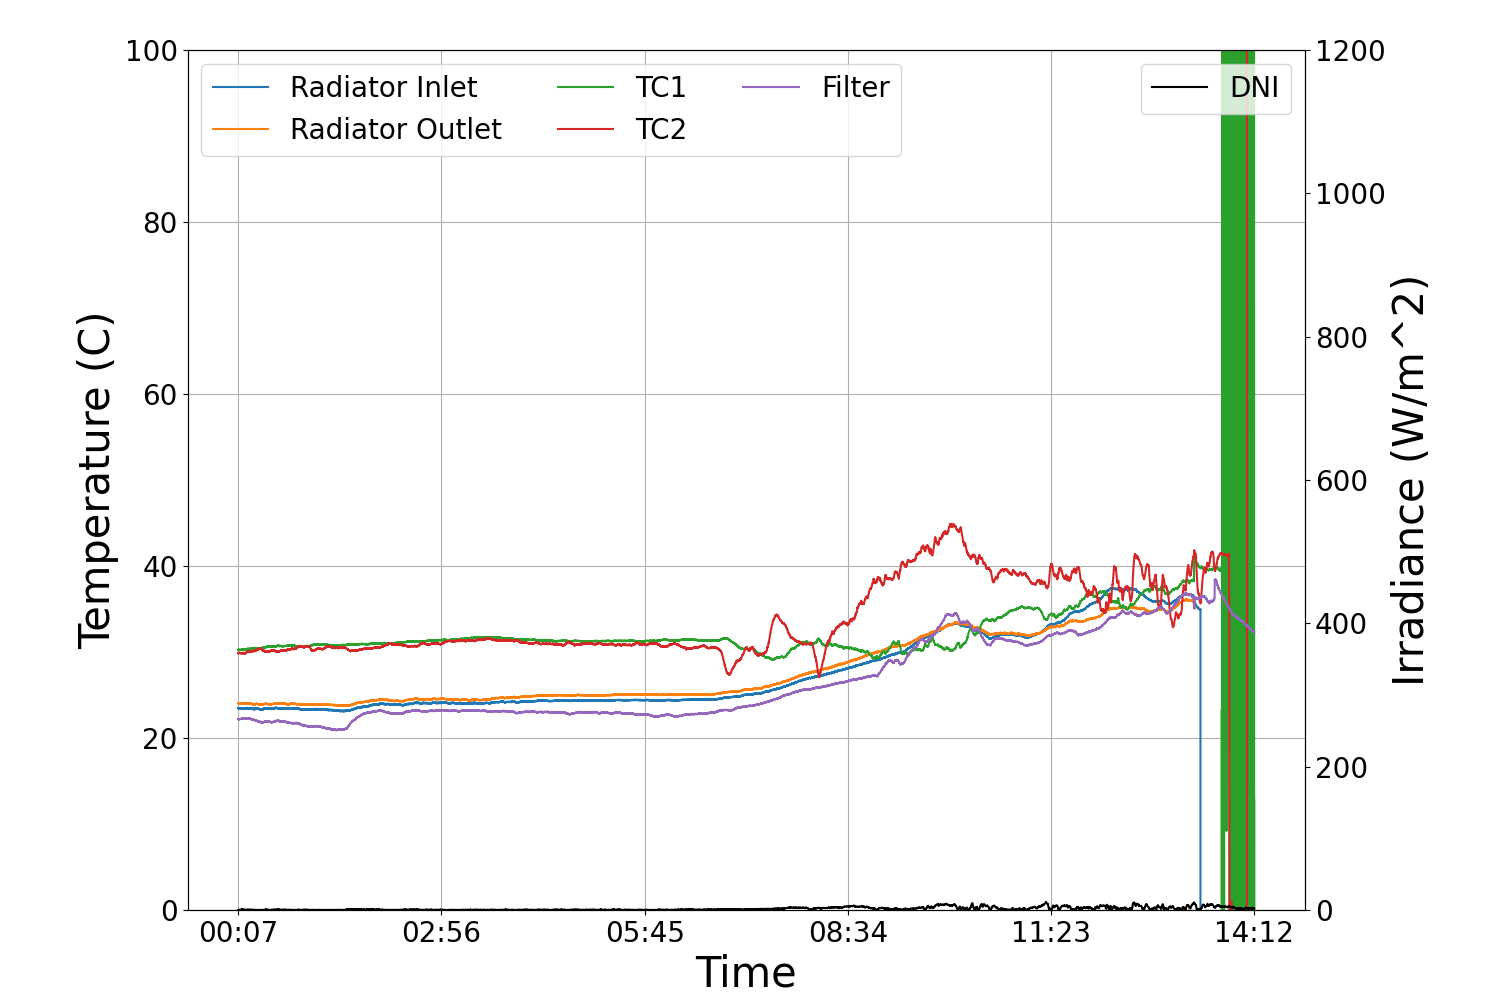 100
80
60
40
20
0
Temperature (C)
Radiator Inlet
Radiator Outlet
TC1
TC2
Filter
DNI
1200
1000
800
600
400
200
0
Irradiance (W/m^2)
00:07 02:56 05:45 08:34 11:23 14:12
Time